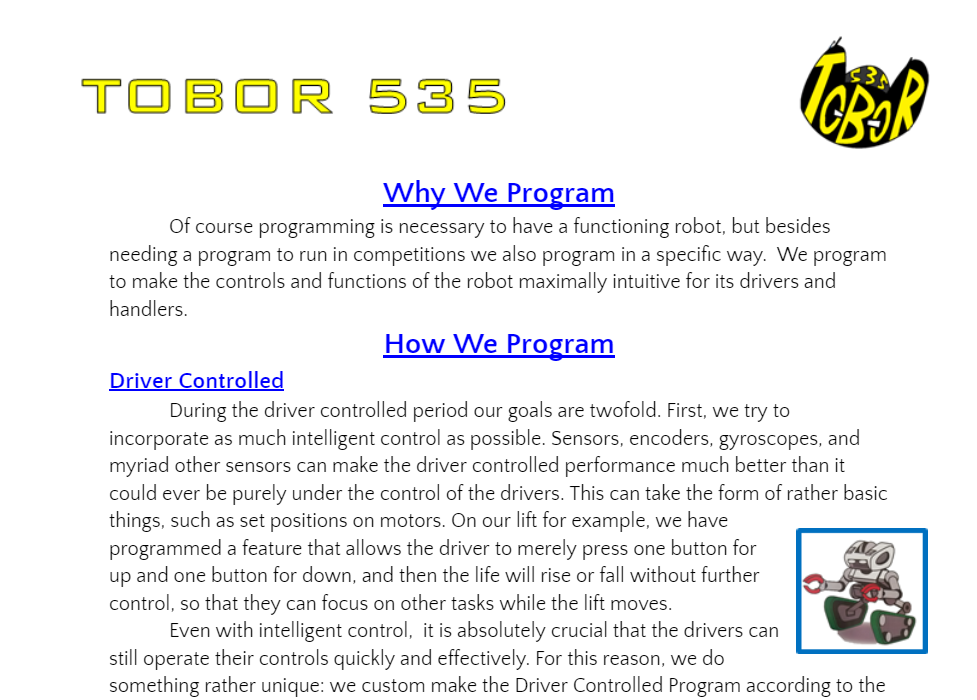 TOBOR 535
535
TOBOR
Why We Program
Of course programming is necessary to have a functioning robot, but besides
needing a program to run in competitions we also program in a specific way.  We program
to make the controls and functions of the robot maximally intuitive for its drivers and
handlers.
How We Program
Driver Controlled
During the driver controlled period our goals are twofold. First, we try to
incorporate as much intelligent control as possible. Sensors, encoders, gyroscopes, and
myriad other sensors can make the driver controlled performance much better than it
could ever be purely under the control of the drivers. This can take the form of rather basic
things, such as set positions on motors. On our lift for example, we have
programmed a feature that allows the driver to merely press one button for
up and one button for down, and then the life will rise or fall without further
control, so that they can focus on other tasks while the lift moves.
Even with intelligent control,  it is absolutely crucial that the drivers can
still operate their controls quickly and effectively. For this reason, we do
something rather unique: we custom make the Driver Controlled Program according to the